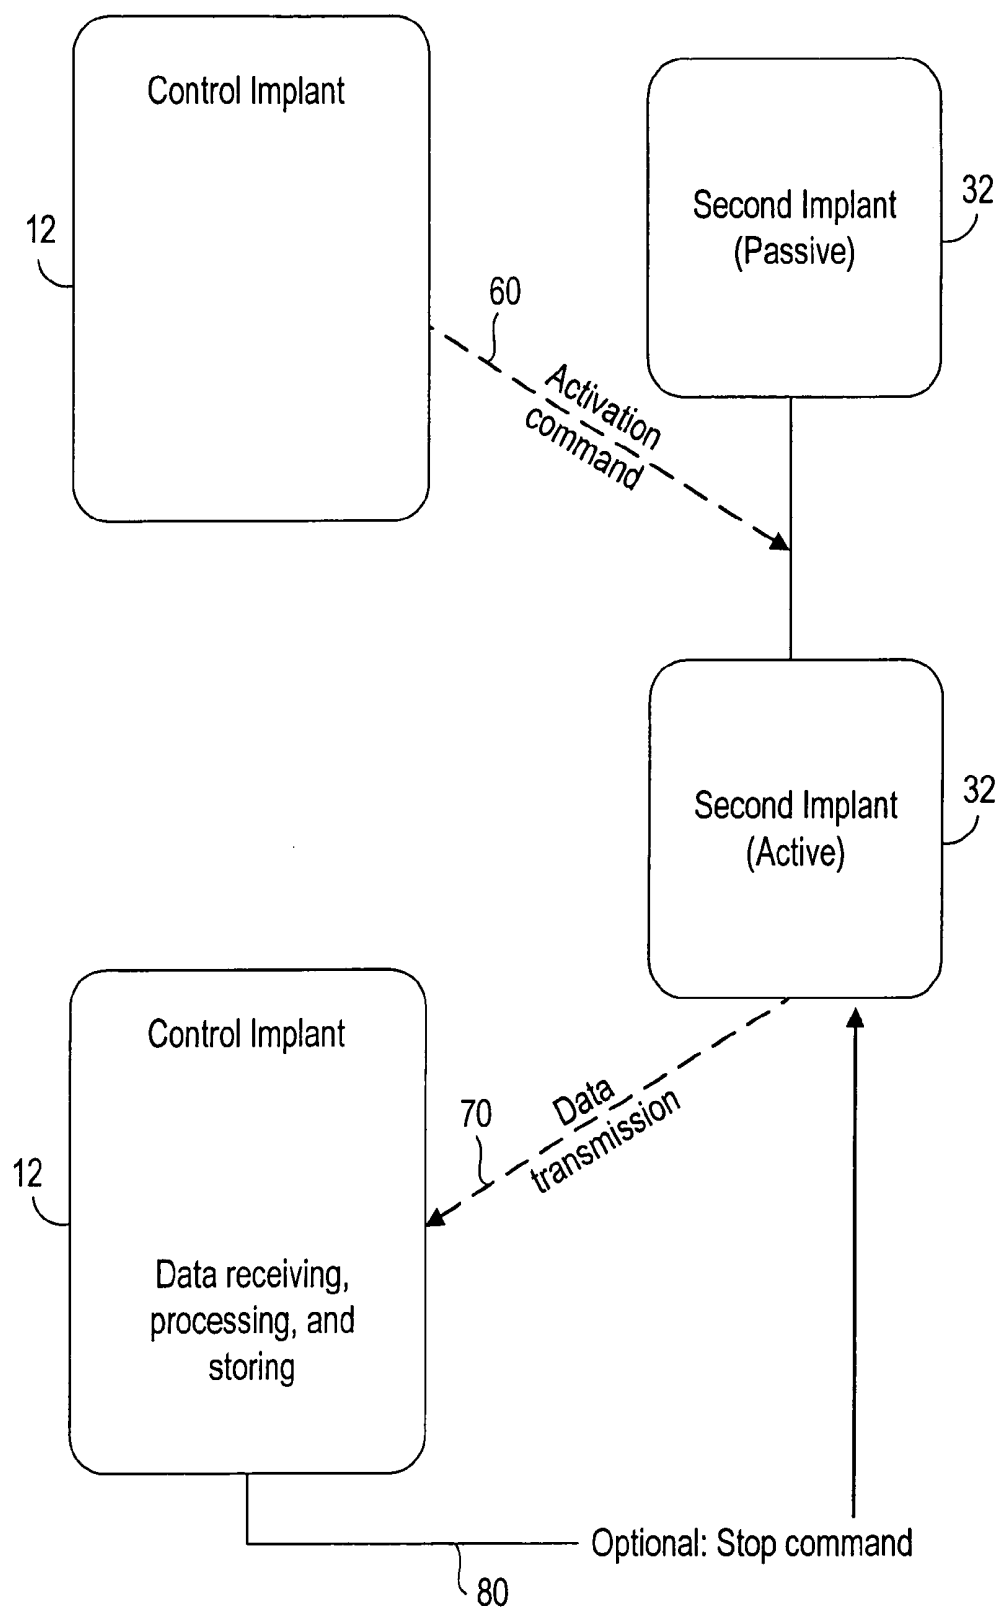 Control Implant
Second Implant
(Passive)
32
12
60
Activation
command
Second Implant
(Active)
32
Control Implant
70
Data
transmission
12
Data receiving,
processing, and
storing
Optional: Stop command
80